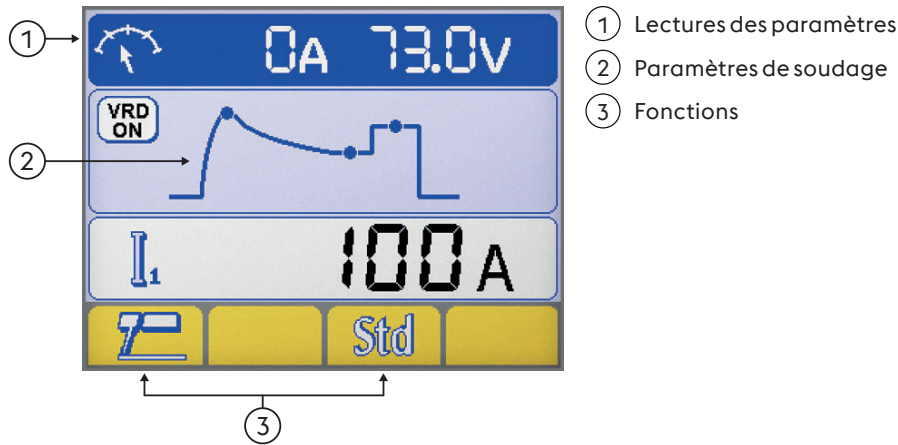 1 0A 73.0V
1 Lectures des paramètres
2 Paramètres de soudage
3 Fonctions
VRD
ON
2
I1 100A
Std
3